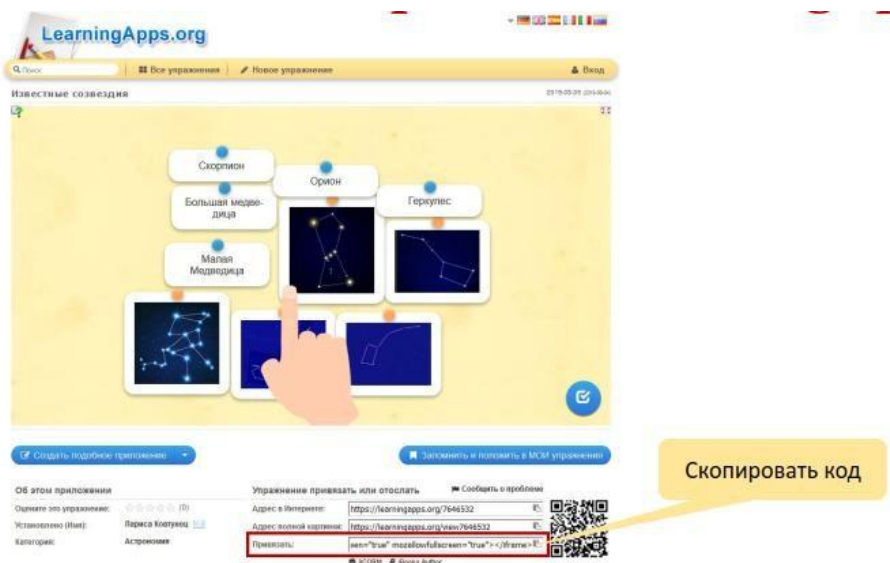 LearningApps.org
Поиск
Все упражнения
Новое упражнение
Вход
Известные созвездия
Скорпион
Орион
Большая медве-
дица
Геркулес
Малая
Медведица
Создать подобное приложение
Запомнить и положить в МОИ упражнения
Скопировать код
Об этом приложении
Упражнение привязать или отослать
Сообщить о проблеме
Оцените это упражнение:
(0)
Адрес в Интернете:
https://learningapps.org/7646532
Установлено (Имя):
Лариса Ковтунец
Адрес полной картинки:
https://learningapps.org/view7646532
Категория:
Астрономия
Привязать:
een="true" mozallowfullscreen="true"></iframe>
SCORM
iBooks Author